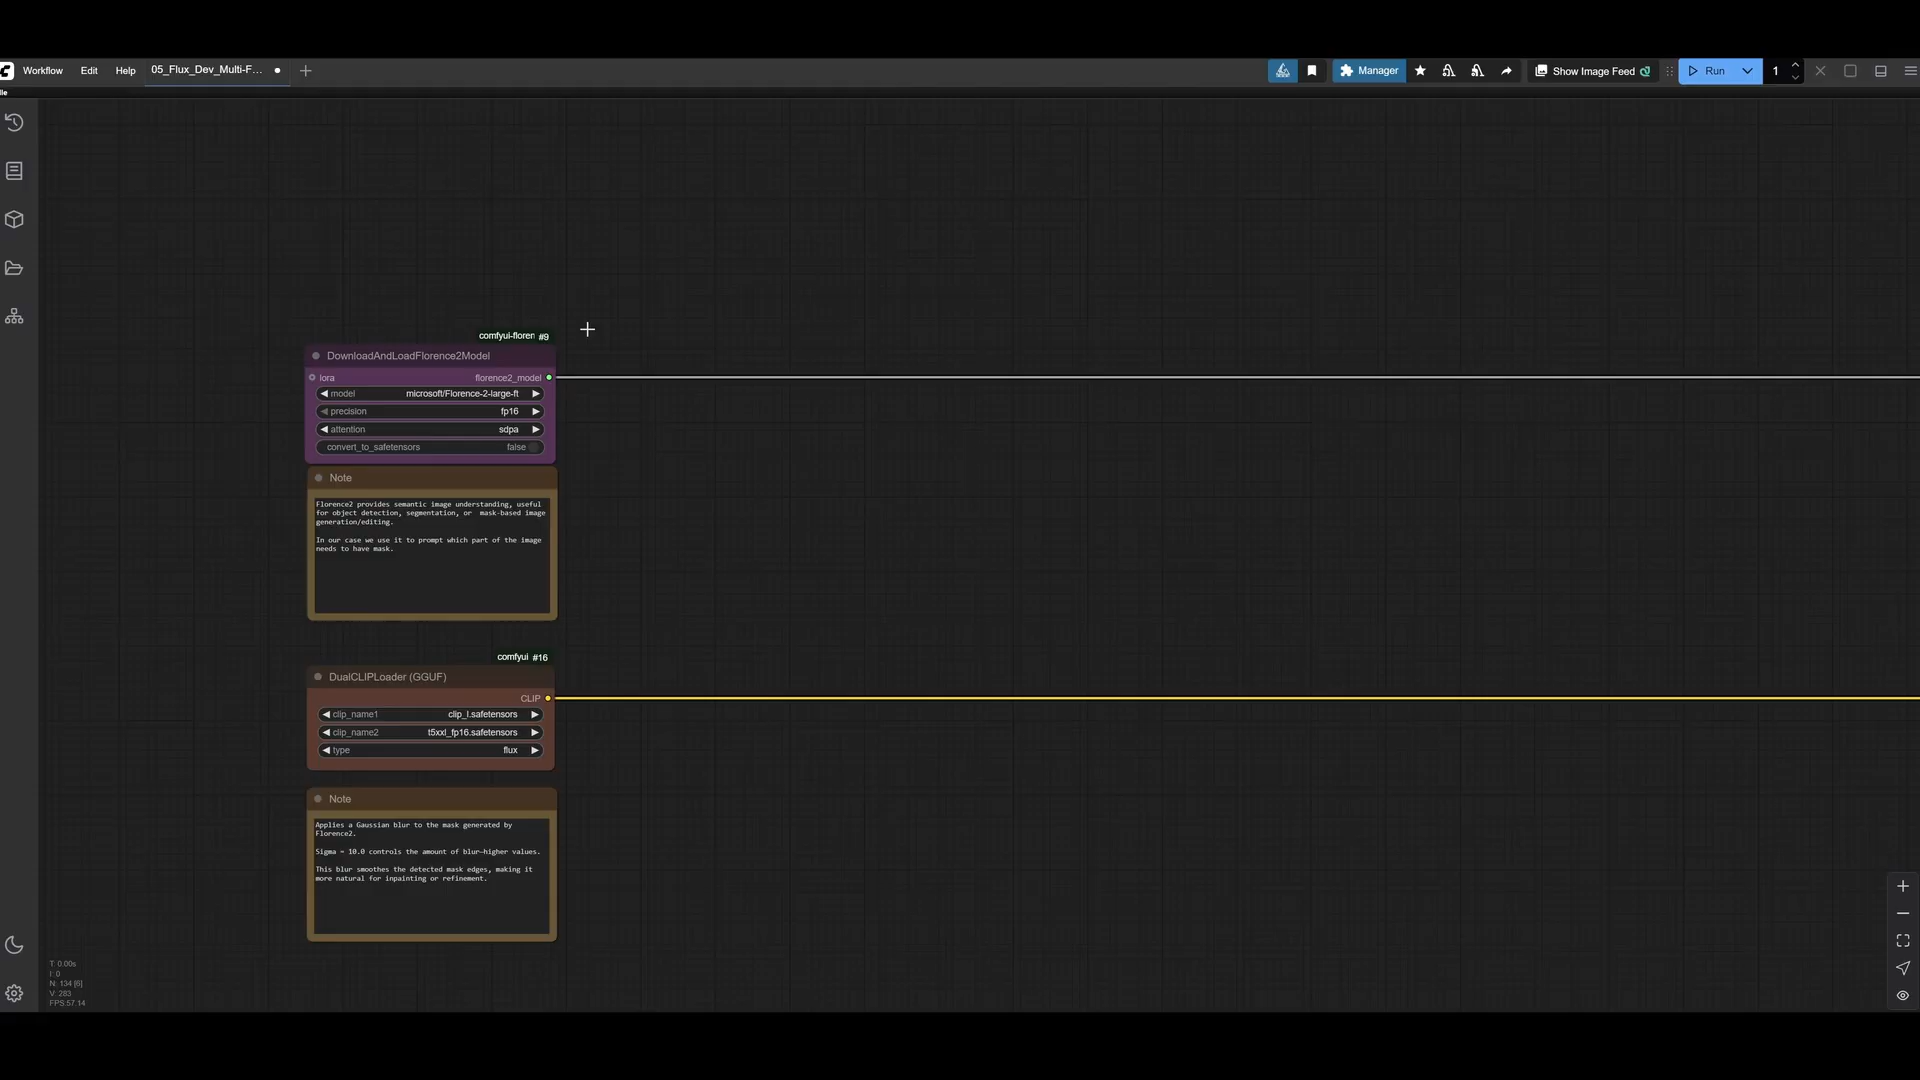 Workflow Edit Help 05_Flux_Dev_Multi-F... Manager Show Image Feed Run 1
comfyui-floren #9
DownloadAndLoadFlorence2Model
lora florence2_model
model microsoft/Florence-2-large-ft
precision fp16
attention sdpa
convert_to_safetensors false
Note
Florence2 provides semantic image understanding, useful
for object detection, segmentation, or mask-based image
generation/editing.
In our case we use it to prompt which part of the image
needs to have mask.
comfyui #16
DualCLIPLoader (GGUF)
CLIP
clip_name1 clip_l.safetensors
clip_name2 t5xxl_fp16.safetensors
type flux
Note
Applies a Gaussian blur to the mask generated by
Florence2.
Sigma = 10.0 controls the amount of blur—higher values.
This blur smoothes the detected mask edges, making it
more natural for inpainting or refinement.
T: 0.00s
I: 0
N: 134 [6]
V: 283
FPS:57.14